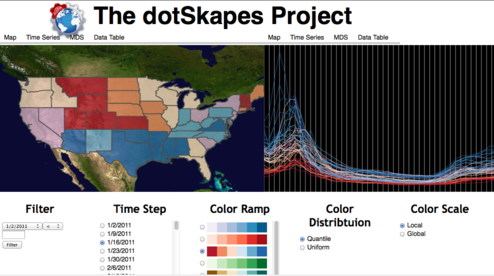 The dotSkapes Project
Map Time Series MDS Data Table
Map Time Series MDS Data Table
Filter
1/2/2011 <
Filter
Time Step
1/2/2011
1/9/2011
1/16/2011
1/23/2011
1/30/2011
2/6/2011
Color Ramp
Color
Distribtuion
Quantile
Uniform
Color Scale
Local
Global